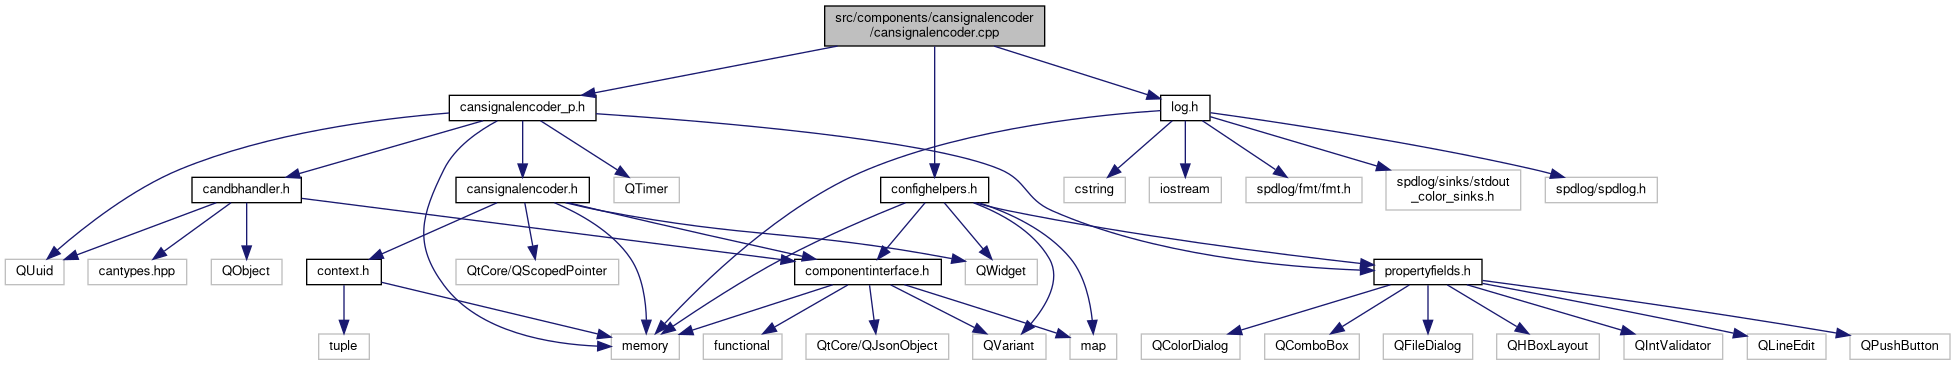 src/components/cansignalencoder
/cansignalencoder.cpp
cansignalencoder_p.h
log.h
candbhandler.h
cansignalencoder.h
QTimer
confighelpers.h
cstring
iostream
spdlog/fmt/fmt.h
spdlog/sinks/stdout
_color_sinks.h
spdlog/spdlog.h
QUuid
cantypes.hpp
QObject
context.h
QtCore/QScopedPointer
componentinterface.h
QWidget
propertyfields.h
tuple
memory
functional
QtCore/QJsonObject
QVariant
map
QColorDialog
QComboBox
QFileDialog
QHBoxLayout
QIntValidator
QLineEdit
QPushButton